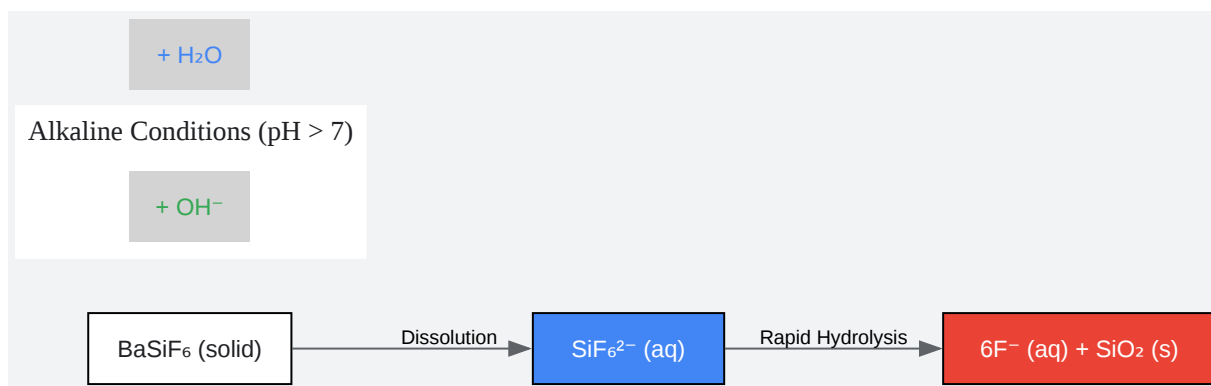 + H₂O
Alkaline Conditions (pH > 7)
+ OH⁻
BaSiF₆ (solid)
Dissolution
SiF₆²⁻ (aq)
Rapid Hydrolysis
6F⁻ (aq) + SiO₂ (s)